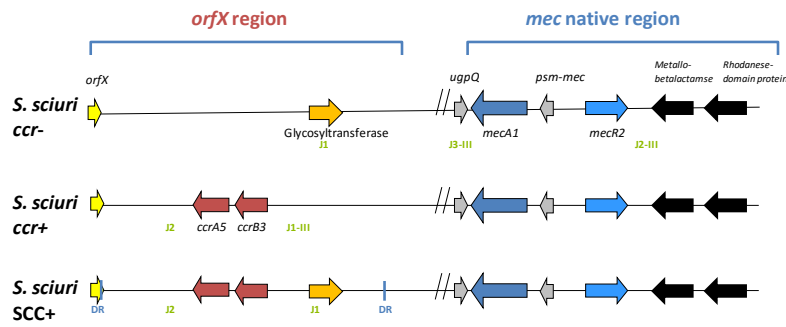 orfX region
mec native region
orfX
ugpQ
psm-mec
Metallo-
betalactamse
Rhodanese-
domain protein
S. sciuri
ccr-
Glycosyltransferase
mecA1
mecR2
J1
J3-III
J2-III
S. sciuri
ccr+
J2
ccrA5
ccrB3
J1-III
S. sciuri
SCC+
DR
J2
J1
DR